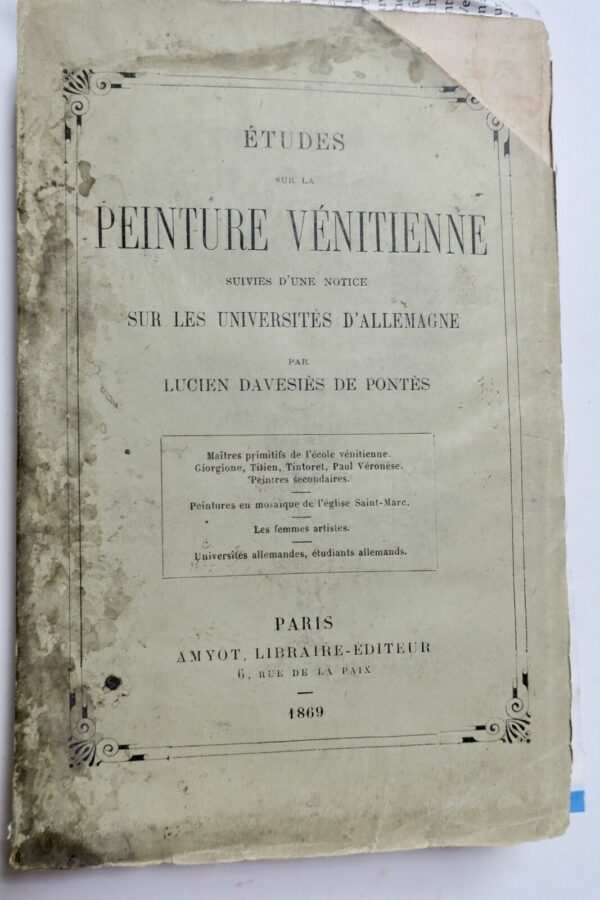 ÉTUDES
SUR LA
PEINTURE VÉNITIENNE
SUIVIES D'UNE NOTICE
SUR LES UNIVERSITÉS D'ALLEMAGNE
PAR
LUCIEN DAVESIÈS DE PONTÈS
Maîtres primitifs de l'école vénitienne.
Giorgione, Titien, Tintoret, Paul Véronèse.
Peintres secondaires.
Peintures en mosaïque de l'église Saint-Marc.
Les femmes artistes.
Universités allemandes, étudiants allemands.
PARIS
AMYOT, LIBRAIRE-ÉDITEUR
6, RUE DE LA PAIX
1869